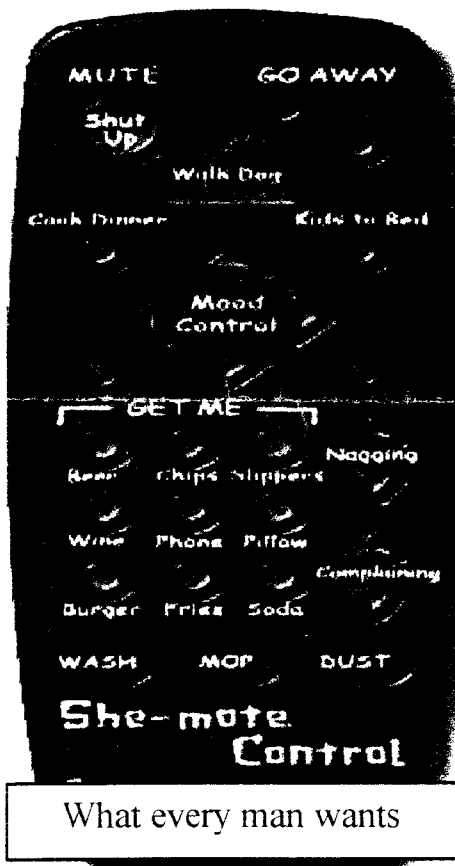 MUTE GO AWAY
Shut
Up
Walk Dog
Cook Dinner Kids to Bed
Mood
Control
GET ME
Nagging
Beer Chips Slippers
Wine Phone Pillow
Complaining
Burger Fries Soda
WASH MOP DUST
She-mote
Control
What every man wants